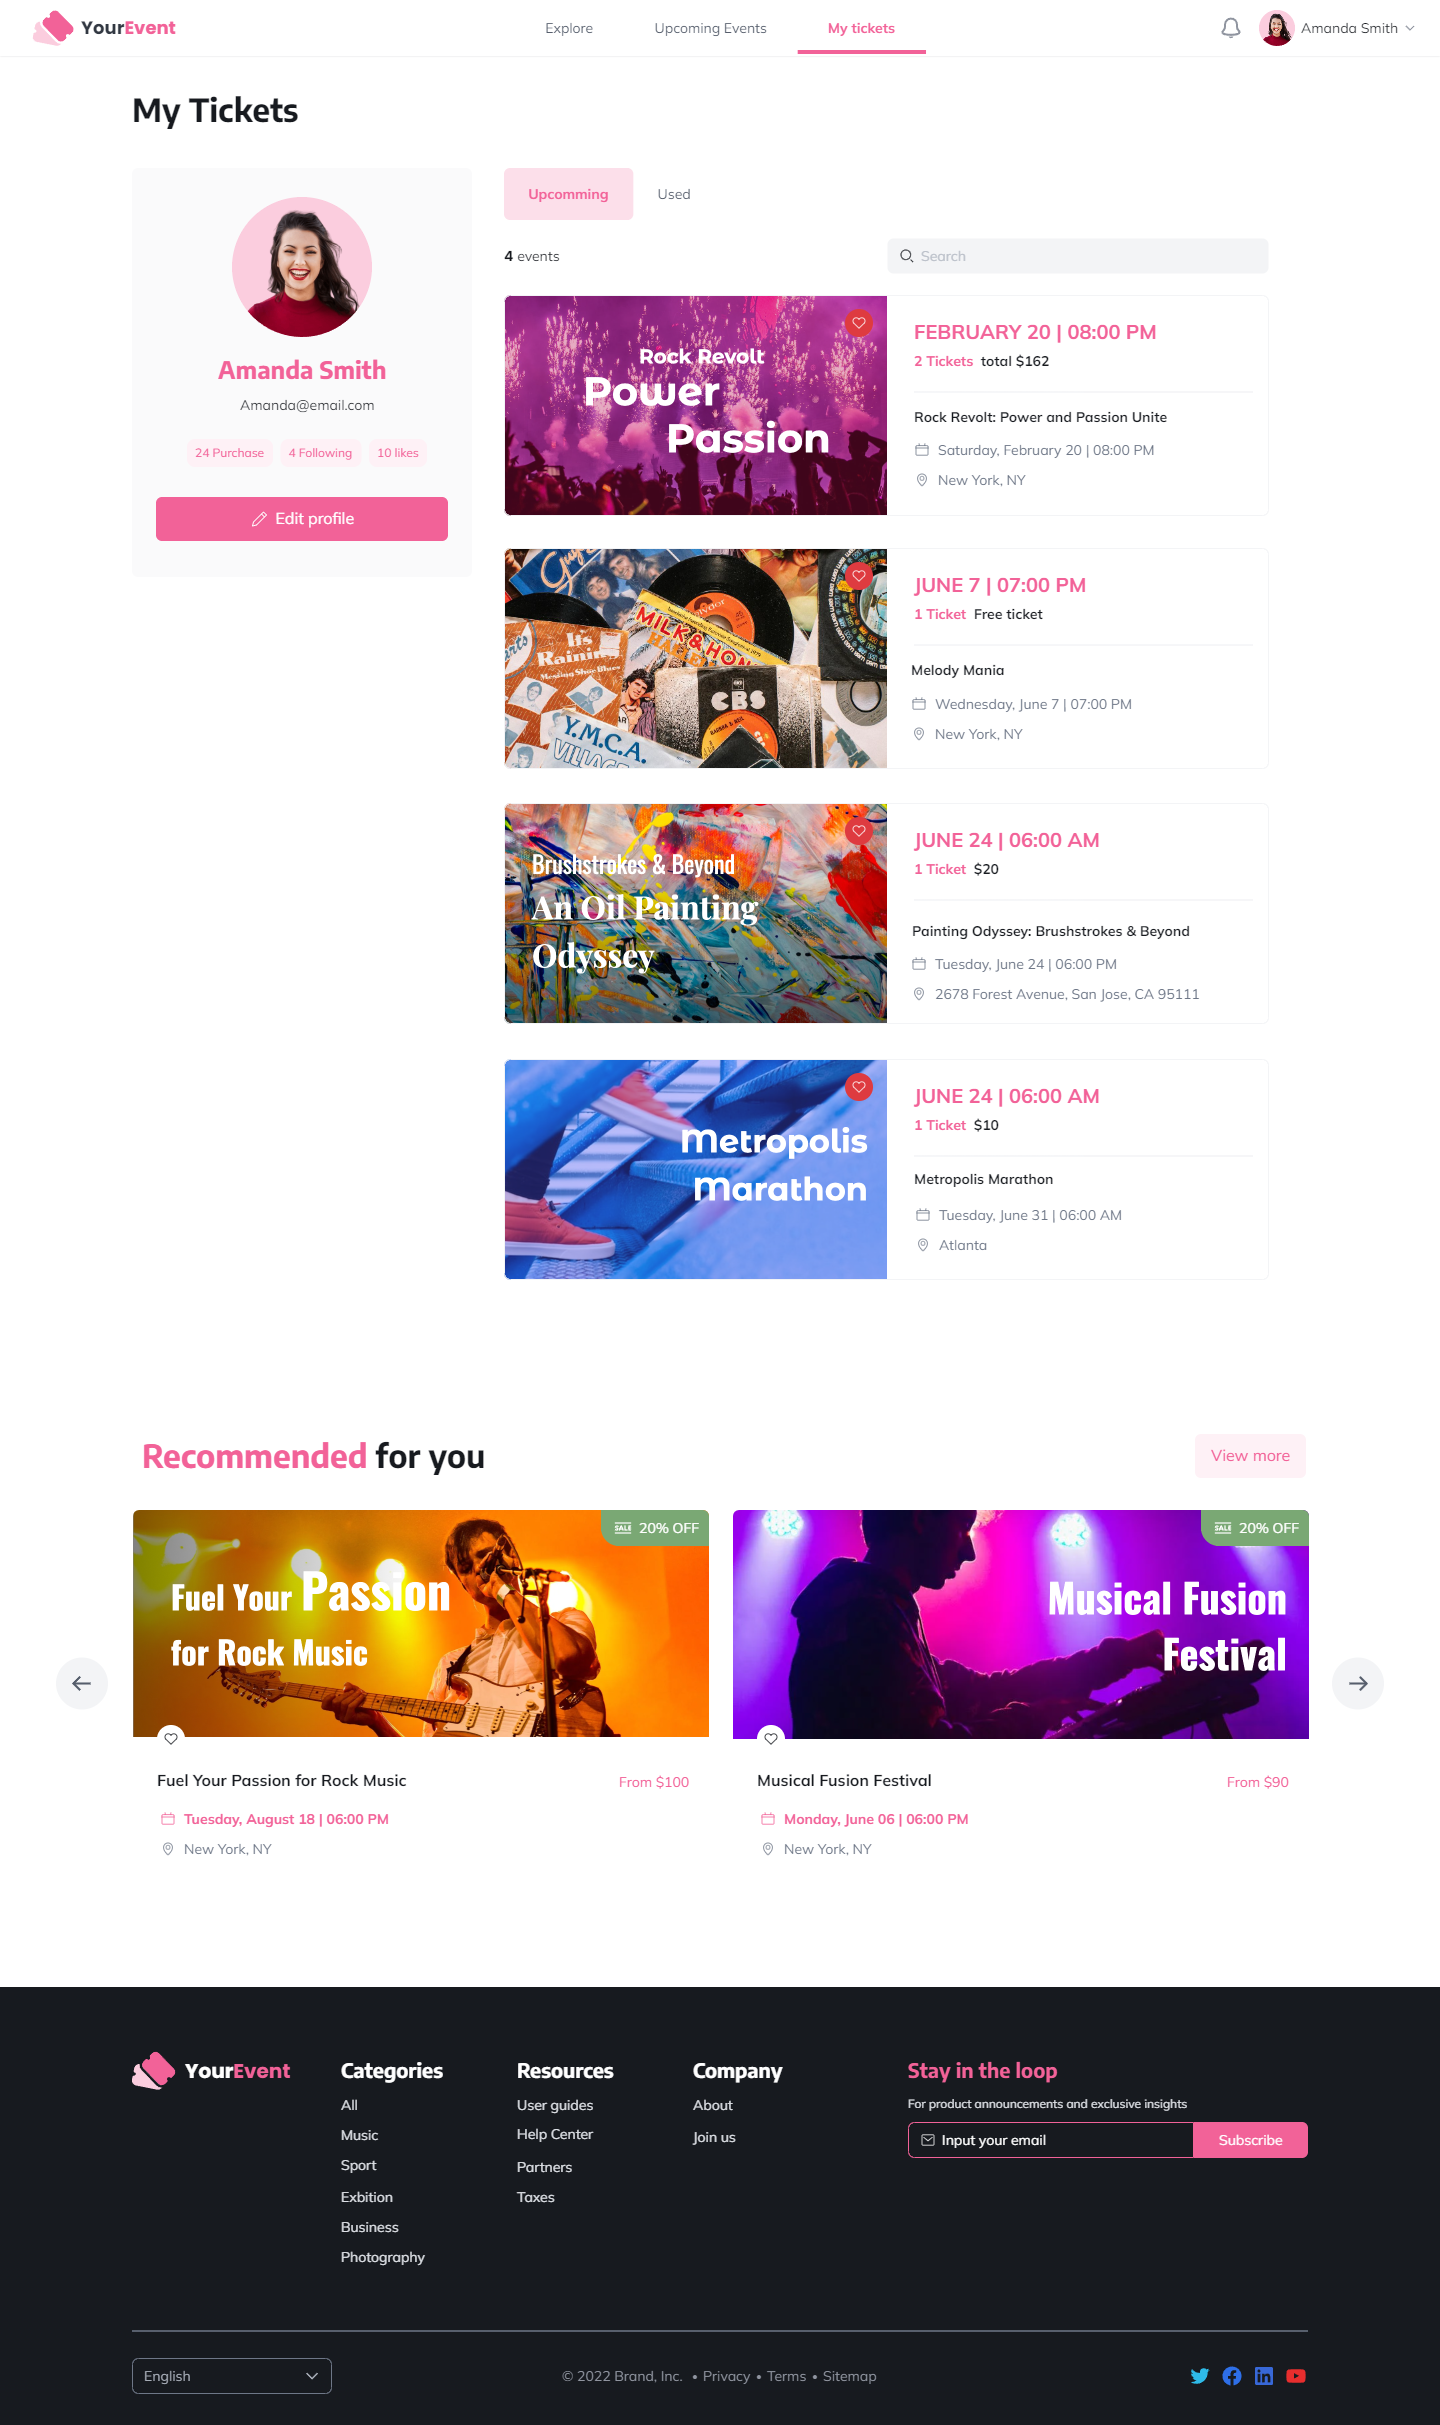 YourEvent
Explore
Upcoming Events
My tickets
Amanda Smith
My Tickets
Amanda Smith
Amanda@email.com
24 Purchase
4 Following
10 likes
Edit profile
Upcomming
Used
4 events
Search
Rock Revolt
Power
Passion
FEBRUARY 20 | 08:00 PM
2 Tickets total $162
Rock Revolt: Power and Passion Unite
Saturday, February 20 | 08:00 PM
New York, NY
MILK & HON
It's
Raining
CBS
Y.M.C.A.
VILLAGE
JUNE 7 | 07:00 PM
1 Ticket Free ticket
Melody Mania
Wednesday, June 7 | 07:00 PM
New York, NY
Brushstrokes & Beyond
An Oil Painting
Odyssey
JUNE 24 | 06:00 AM
1 Ticket $20
Painting Odyssey: Brushstrokes & Beyond
Tuesday, June 24 | 06:00 PM
2678 Forest Avenue, San Jose, CA 95111
Metropolis
Marathon
JUNE 24 | 06:00 AM
1 Ticket $10
Metropolis Marathon
Tuesday, June 31 | 06:00 AM
Atlanta
Recommended for you
View more
SALE 20% OFF
Fuel Your Passion
for Rock Music
Fuel Your Passion for Rock Music
From $100
Tuesday, August 18 | 06:00 PM
New York, NY
SALE 20% OFF
Musical Fusion
Festival
Musical Fusion Festival
From $90
Monday, June 06 | 06:00 PM
New York, NY
YourEvent
Categories
All
Music
Sport
Exbition
Business
Photography
Resources
User guides
Help Center
Partners
Taxes
Company
About
Join us
Stay in the loop
For product announcements and exclusive insights
Input your email
Subscribe
English
© 2022 Brand, Inc. • Privacy • Terms • Sitemap